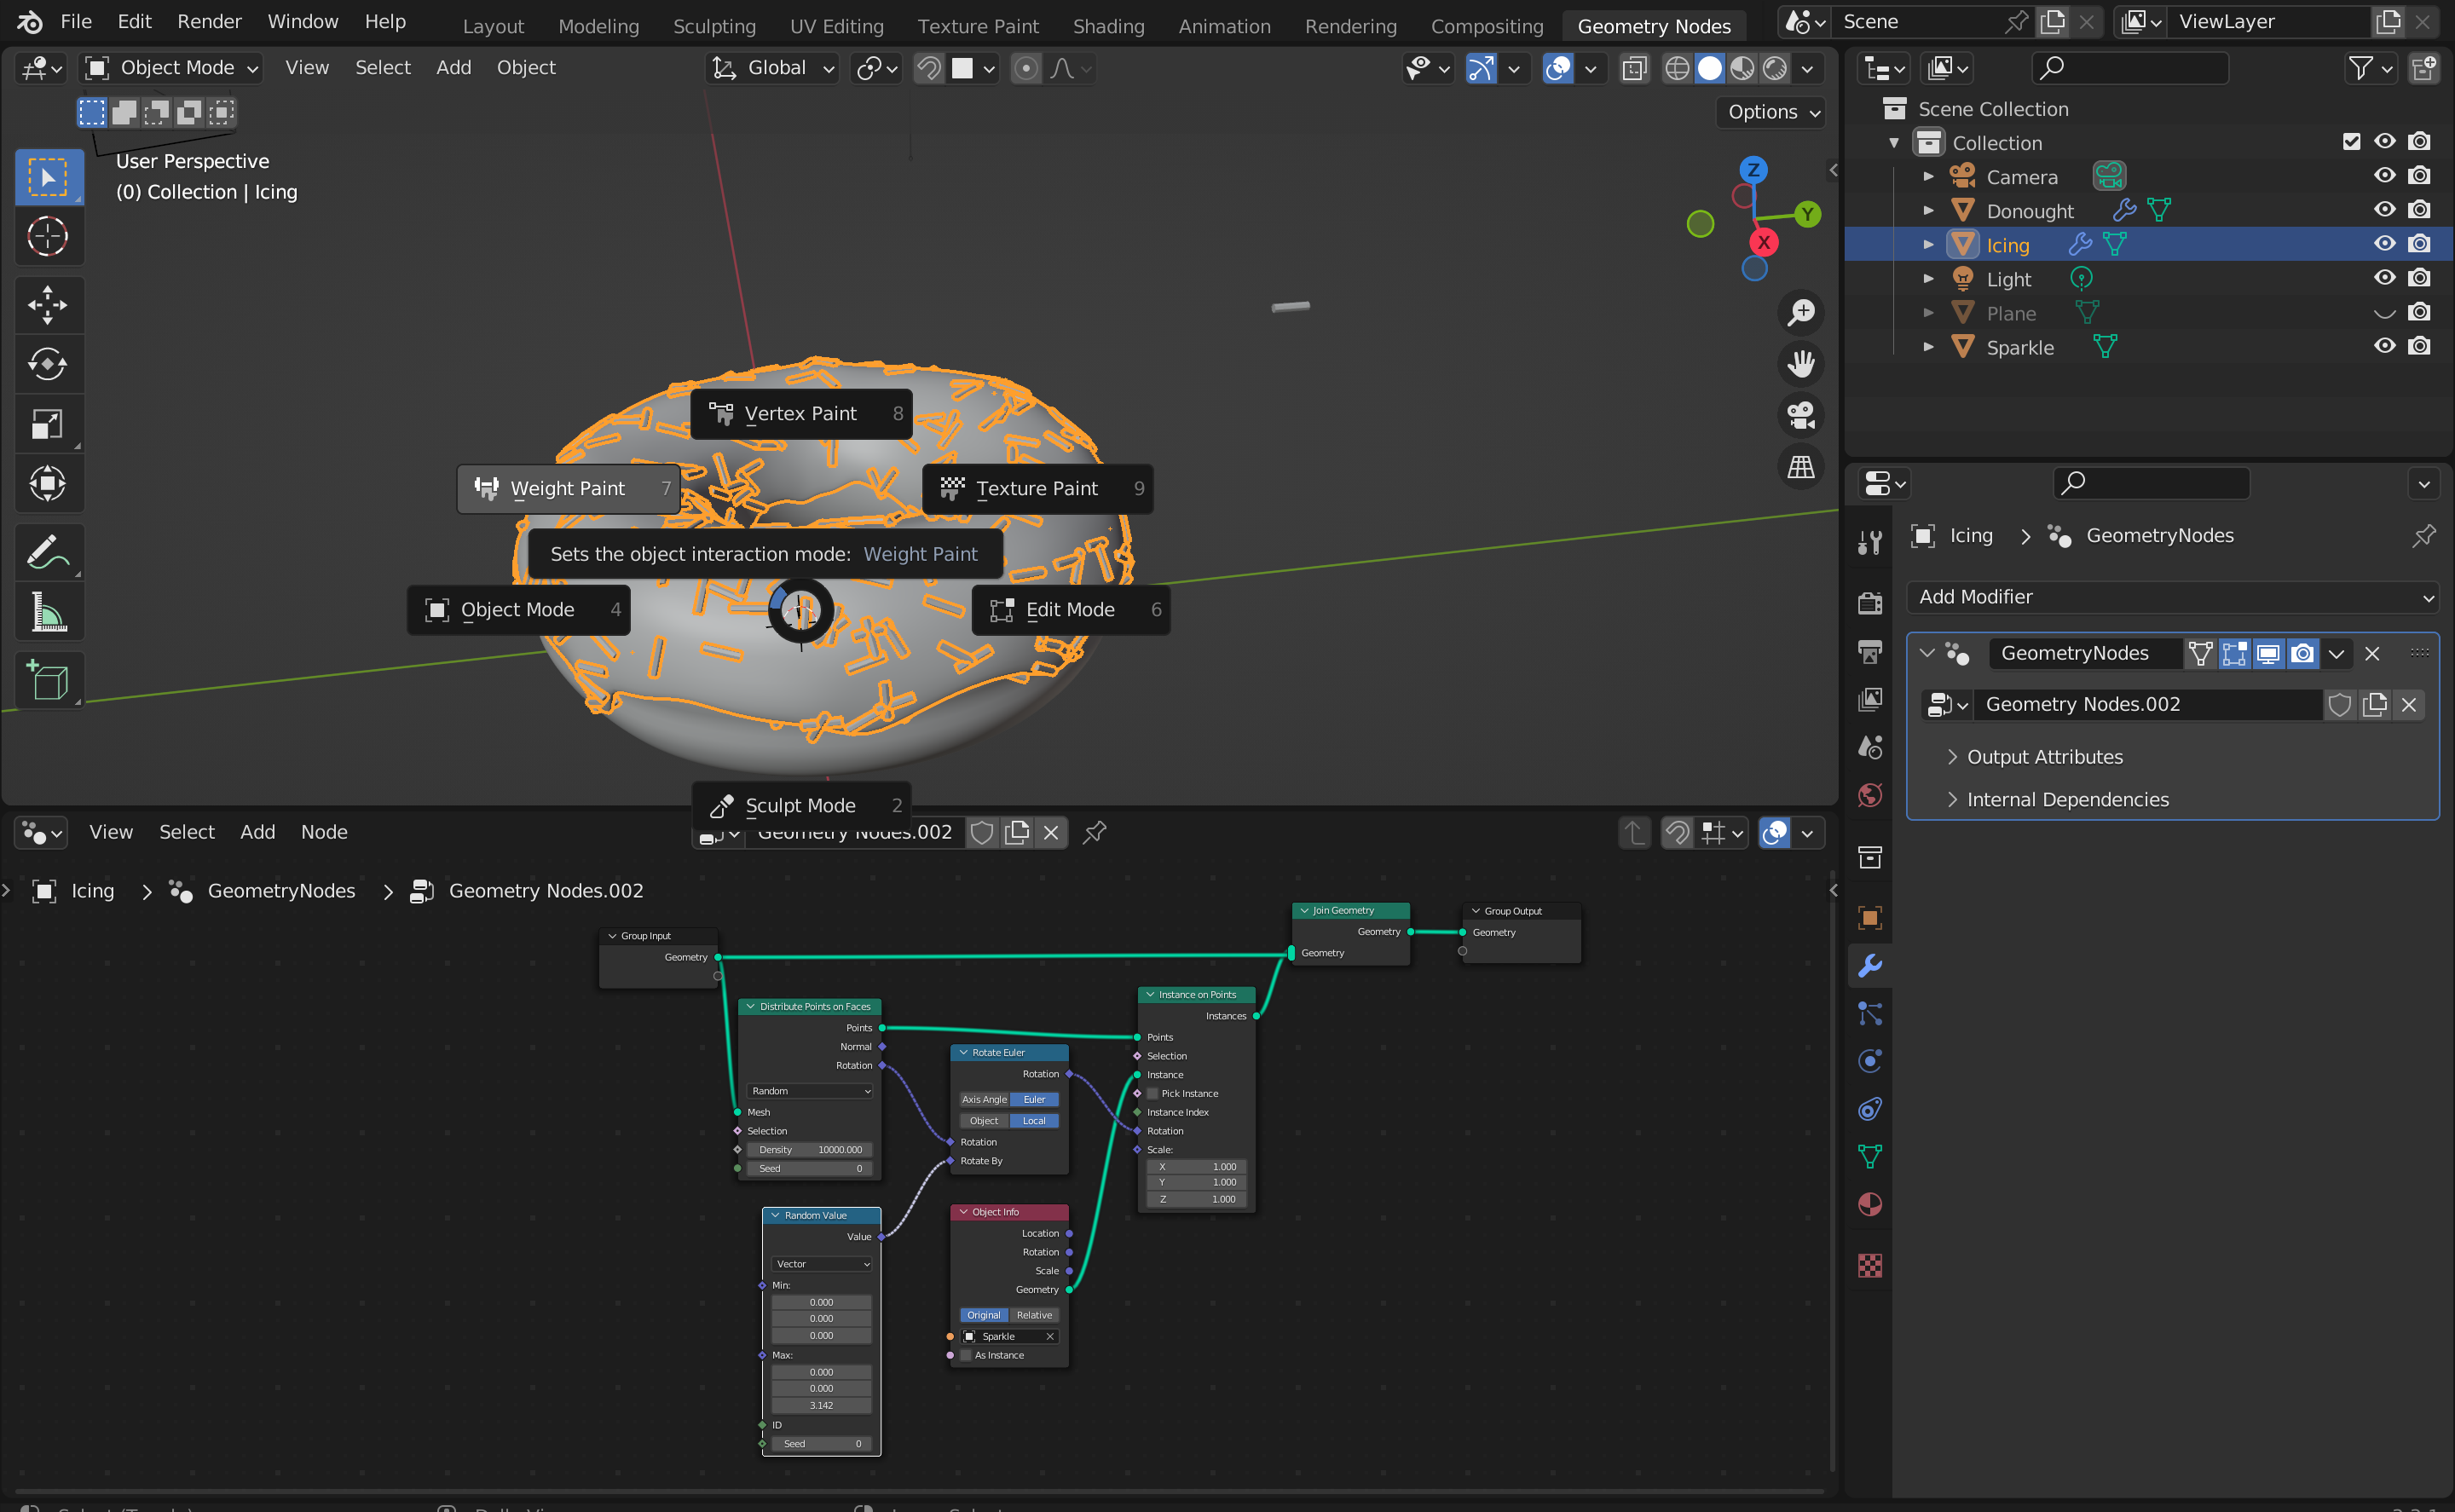 File Edit Render Window Help Layout Modeling Sculpting UV Editing Texture Paint Shading Animation Rendering Compositing Geometry Nodes Scene ViewLayer
Object Mode View Select Add Object Global
Options
User Perspective
(0) Collection | Icing
Z
Y
X
Vertex Paint 8
Weight Paint 7
Texture Paint 9
Sets the object interaction mode: Weight Paint
Object Mode 4
Edit Mode 6
Sculpt Mode 2
Scene Collection
Collection
Camera
Donought
Icing
Light
Plane
Sparkle
Icing > GeometryNodes
Add Modifier
GeometryNodes
Geometry Nodes.002
Output Attributes
Internal Dependencies
View Select Add Node Geometry Nodes.002
Icing > GeometryNodes > Geometry Nodes.002
Group Input
Geometry
Distribute Points on Faces
Points
Normal
Rotation
Random
Mesh
Selection
Density 10000.000
Seed 0
Random Value
Value
Vector
Min:
0.000
0.000
0.000
Max:
0.000
0.000
3.142
ID
Seed 0
Rotate Euler
Rotation
Axis Angle Euler
Object Local
Rotation
Rotate By
Object Info
Location
Rotation
Scale
Geometry
Original Relative
Sparkle
As Instance
Instance on Points
Instances
Points
Selection
Instance
Pick Instance
Instance Index
Rotation
Scale:
X 1.000
Y 1.000
Z 1.000
Join Geometry
Geometry
Geometry
Group Output
Geometry